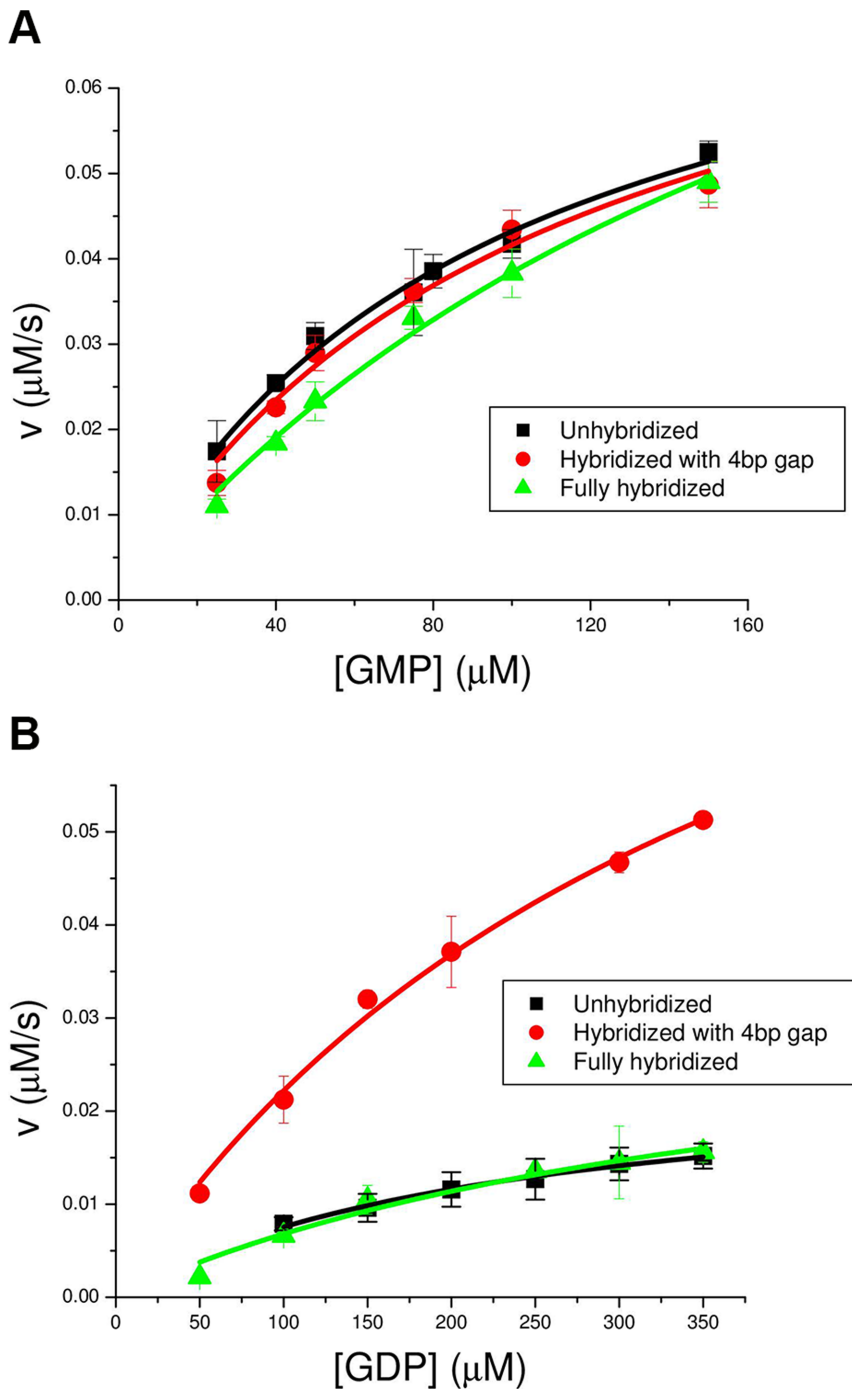 A
0.06
0.05
0.04
0.03
0.02
0.01
0.00
v (μM/s)
Unhybridized
Hybridized with 4bp gap
Fully hybridized
0 40 80 120 160
[GMP] (μM)
B
0.05
0.04
0.03
0.02
0.01
0.00
v (μM/s)
Unhybridized
Hybridized with 4bp gap
Fully hybridized
0 50 100 150 200 250 300 350
[GDP] (μM)